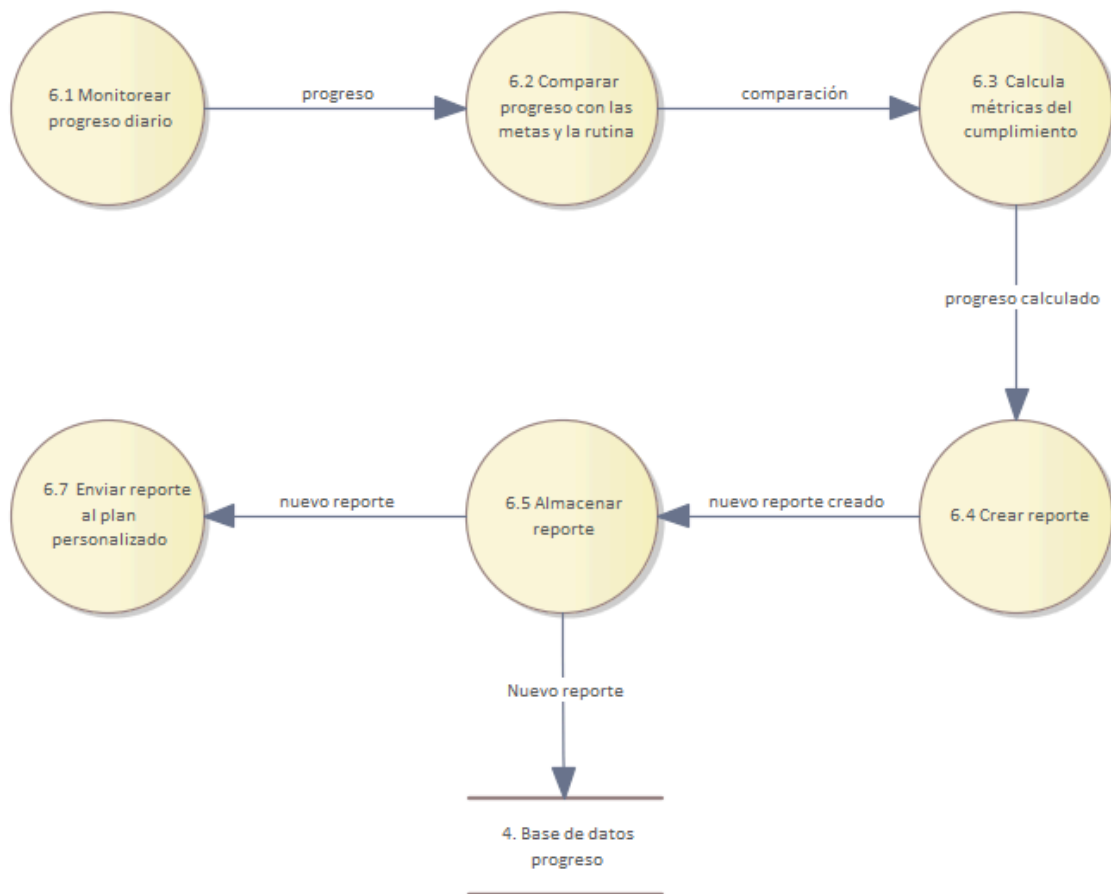 6.1 Monitorear
progreso diario
progreso
6.2 Comparar
progreso con las
metas y la rutina
comparación
6.3 Calcula
métricas del
cumplimiento
progreso calculado
6.7 Enviar reporte
al plan
personalizado
nuevo reporte
6.5 Almacenar
reporte
nuevo reporte creado
6.4 Crear reporte
Nuevo reporte
4. Base de datos
progreso